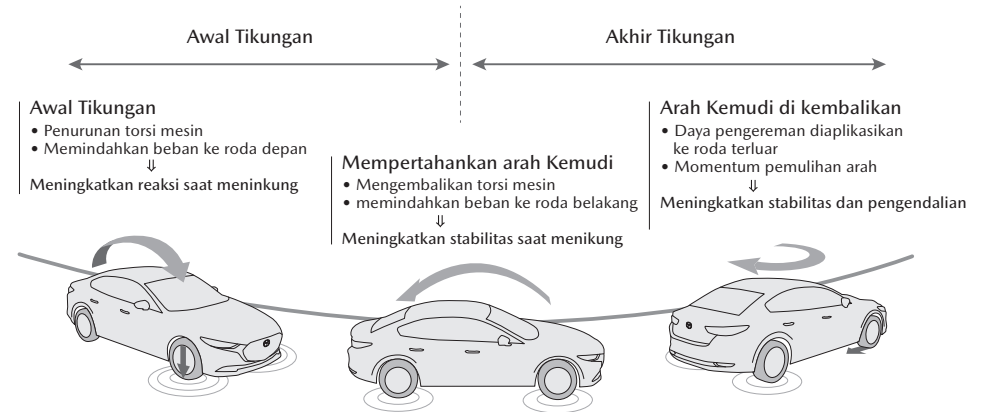 Awal Tikungan
Akhir Tikungan
Awal Tikungan
• Penurunan torsi mesin
• Memindahkan beban ke roda depan
⇓
Meningkatkan reaksi saat meninkung
Mempertahankan arah Kemudi
• Mengembalikan torsi mesin
• memindahkan beban ke roda belakang
⇓
Meningkatkan stabilitas saat menikung
Arah Kemudi di kembalikan
• Daya pengereman diaplikasikan
ke roda terluar
• Momentum pemulihan arah
⇓
Meningkatkan stabilitas dan pengendalian